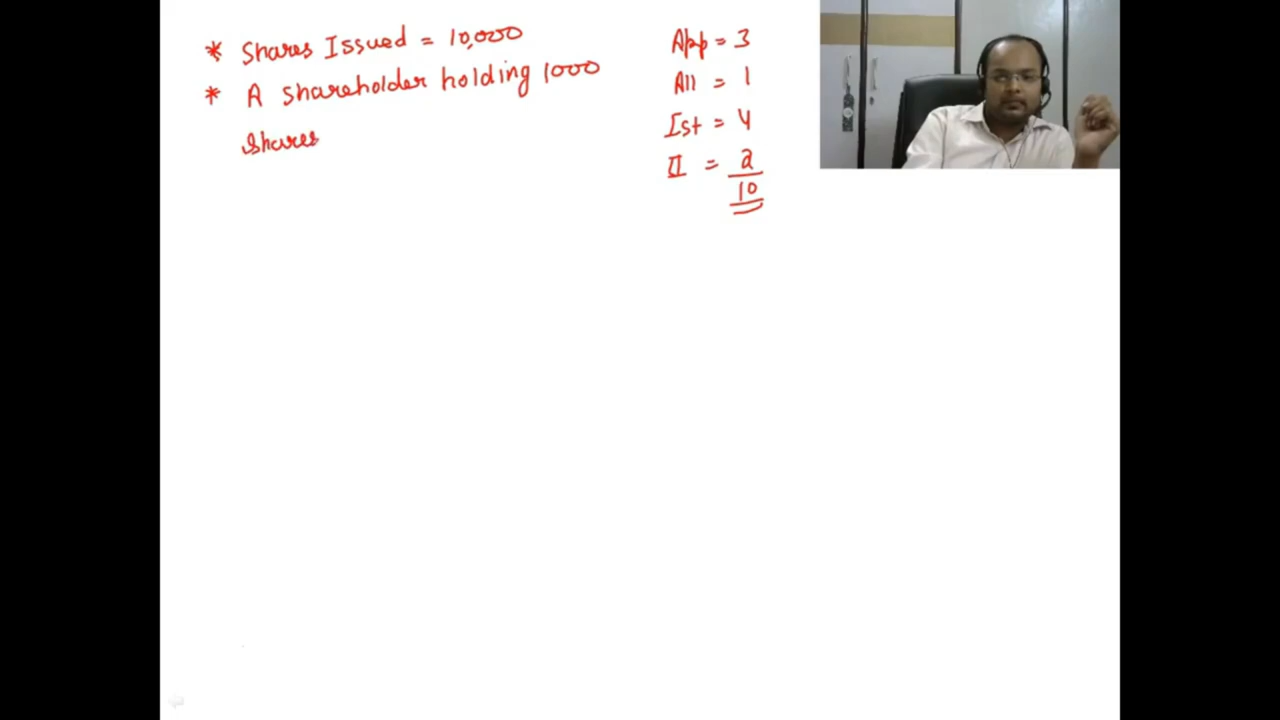 * Shares Issued = 10,000
* A shareholder holding 1000
shares
App = 3
All = 1
Ist = 4
II = 2
10